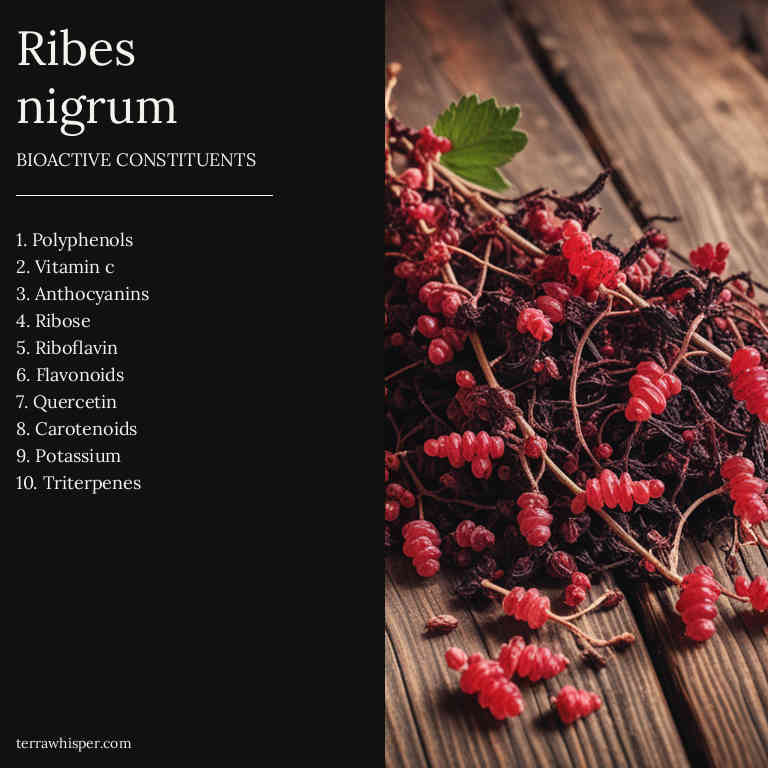 Ribes
nigrum
BIOACTIVE CONSTITUENTS
1. Polyphenols
2. Vitamin c
3. Anthocyanins
4. Ribose
5. Riboflavin
6. Flavonoids
7. Quercetin
8. Carotenoids
9. Potassium
10. Triterpenes
terrawhisper.com